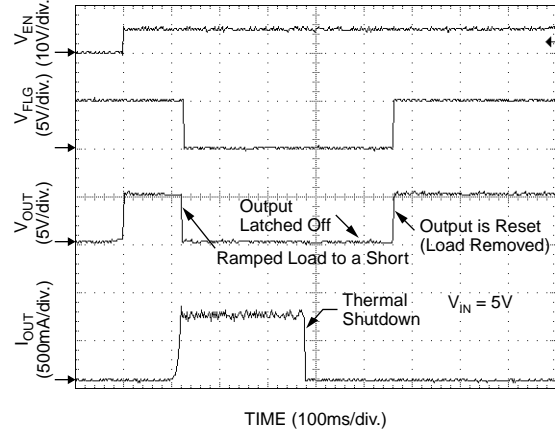 V_EN
(10V/div.)
V_FLG
(5V/div.)
V_OUT
(5V/div.)
Output
Latched Off
Output is Reset
(Load Removed)
Ramped Load to a Short
I_OUT
(500mA/div.)
Thermal
Shutdown
V_IN = 5V
TIME (100ms/div.)